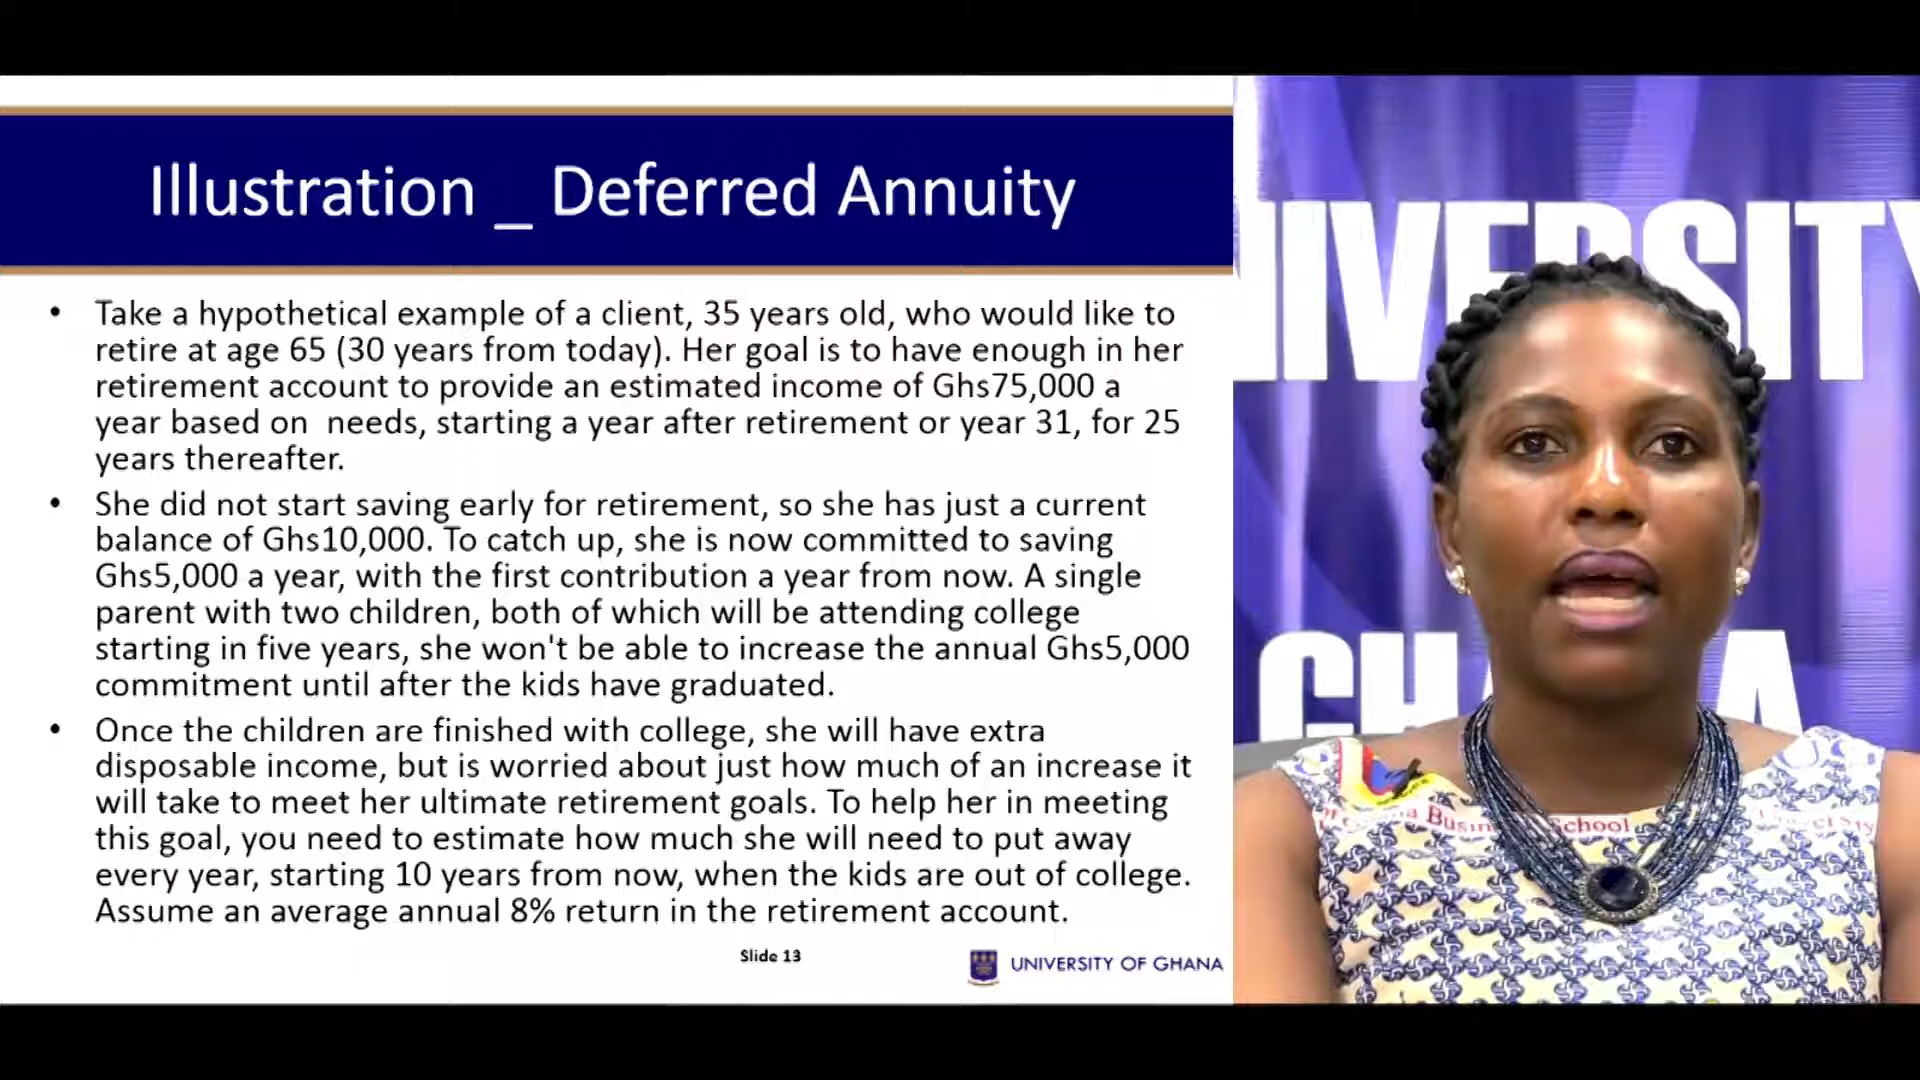 Illustration _ Deferred Annuity
• Take a hypothetical example of a client, 35 years old, who would like to
retire at age 65 (30 years from today). Her goal is to have enough in her
retirement account to provide an estimated income of Ghs75,000 a
year based on  needs, starting a year after retirement or year 31, for 25
years thereafter.
• She did not start saving early for retirement, so she has just a current
balance of Ghs10,000. To catch up, she is now committed to saving
Ghs5,000 a year, with the first contribution a year from now. A single
parent with two children, both of which will be attending college
starting in five years, she won't be able to increase the annual Ghs5,000
commitment until after the kids have graduated.
• Once the children are finished with college, she will have extra
disposable income, but is worried about just how much of an increase it
will take to meet her ultimate retirement goals. To help her in meeting
this goal, you need to estimate how much she will need to put away
every year, starting 10 years from now, when the kids are out of college.
Assume an average annual 8% return in the retirement account.
Slide 13
UNIVERSITY OF GHANA
IVERSITY
School